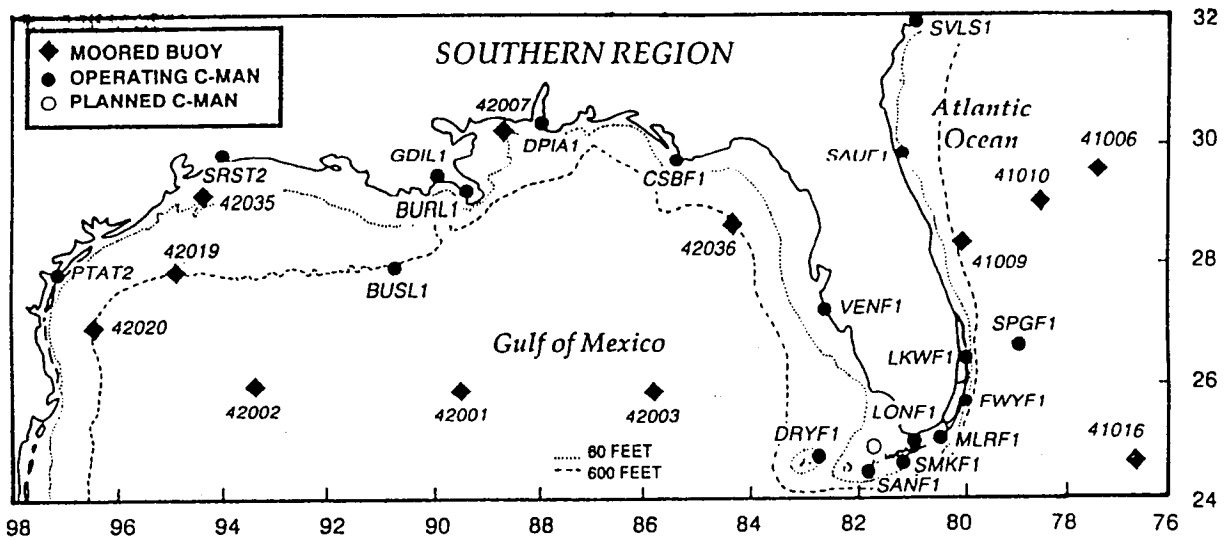 SOUTHERN REGION
MOORED BUOY
OPERATING C-MAN
PLANNED C-MAN
32
SVLS1
Atlantic
Ocean
42007
DPIA1
30
41006
GDIL1
SRST2
CSBF1
SAUF1
41010
42035
BURL1
42036
41009
42019
PTAT2
BUSL1
28
42020
VENF1
SPGF1
Gulf of Mexico
LKWF1
26
42002
42001
42003
LONF1
FWYF1
DRYF1
MLRF1
41016
60 FEET
600 FEET
SMKF1
SANF1
24
98 96 94 92 90 88 86 84 82 80 78 76